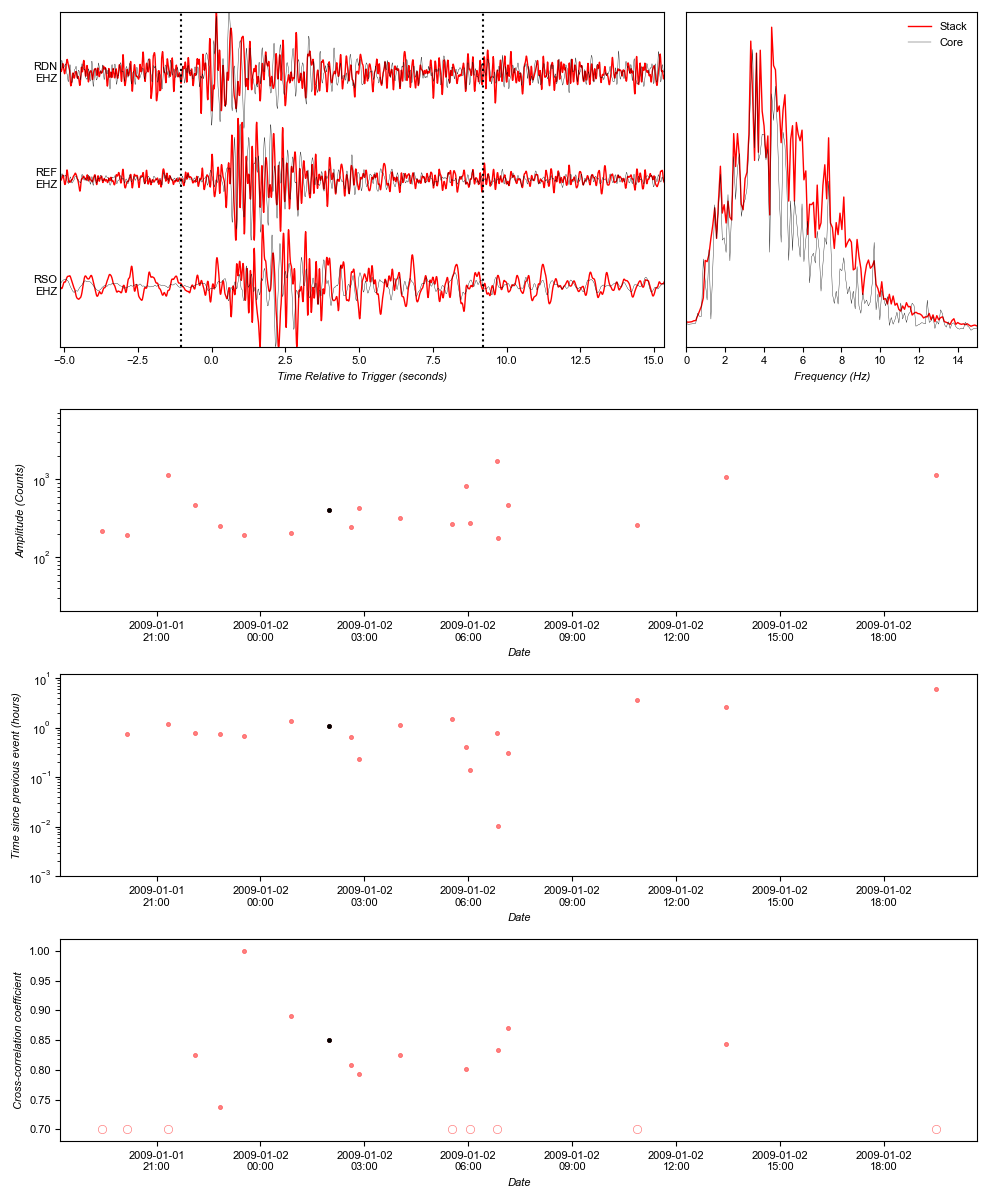 RDN
EHZ
REF
EHZ
RSO
EHZ
−5.0 −2.5 0.0 2.5 5.0 7.5 10.0 12.5 15.0
Time Relative to Trigger (seconds)
Stack
Core
0 2 4 6 8 10 12 14
Frequency (Hz)
Amplitude (Counts)
10³
10²
2009-01-01 2009-01-02 2009-01-02 2009-01-02 2009-01-02 2009-01-02 2009-01-02 2009-01-02
21:00 00:00 03:00 06:00 09:00 12:00 15:00 18:00
Date
Time since previous event (hours)
10¹
10⁰
10⁻¹
10⁻²
10⁻³
2009-01-01 2009-01-02 2009-01-02 2009-01-02 2009-01-02 2009-01-02 2009-01-02 2009-01-02
21:00 00:00 03:00 06:00 09:00 12:00 15:00 18:00
Date
Cross-correlation coefficient
1.00
0.95
0.90
0.85
0.80
0.75
0.70
2009-01-01 2009-01-02 2009-01-02 2009-01-02 2009-01-02 2009-01-02 2009-01-02 2009-01-02
21:00 00:00 03:00 06:00 09:00 12:00 15:00 18:00
Date